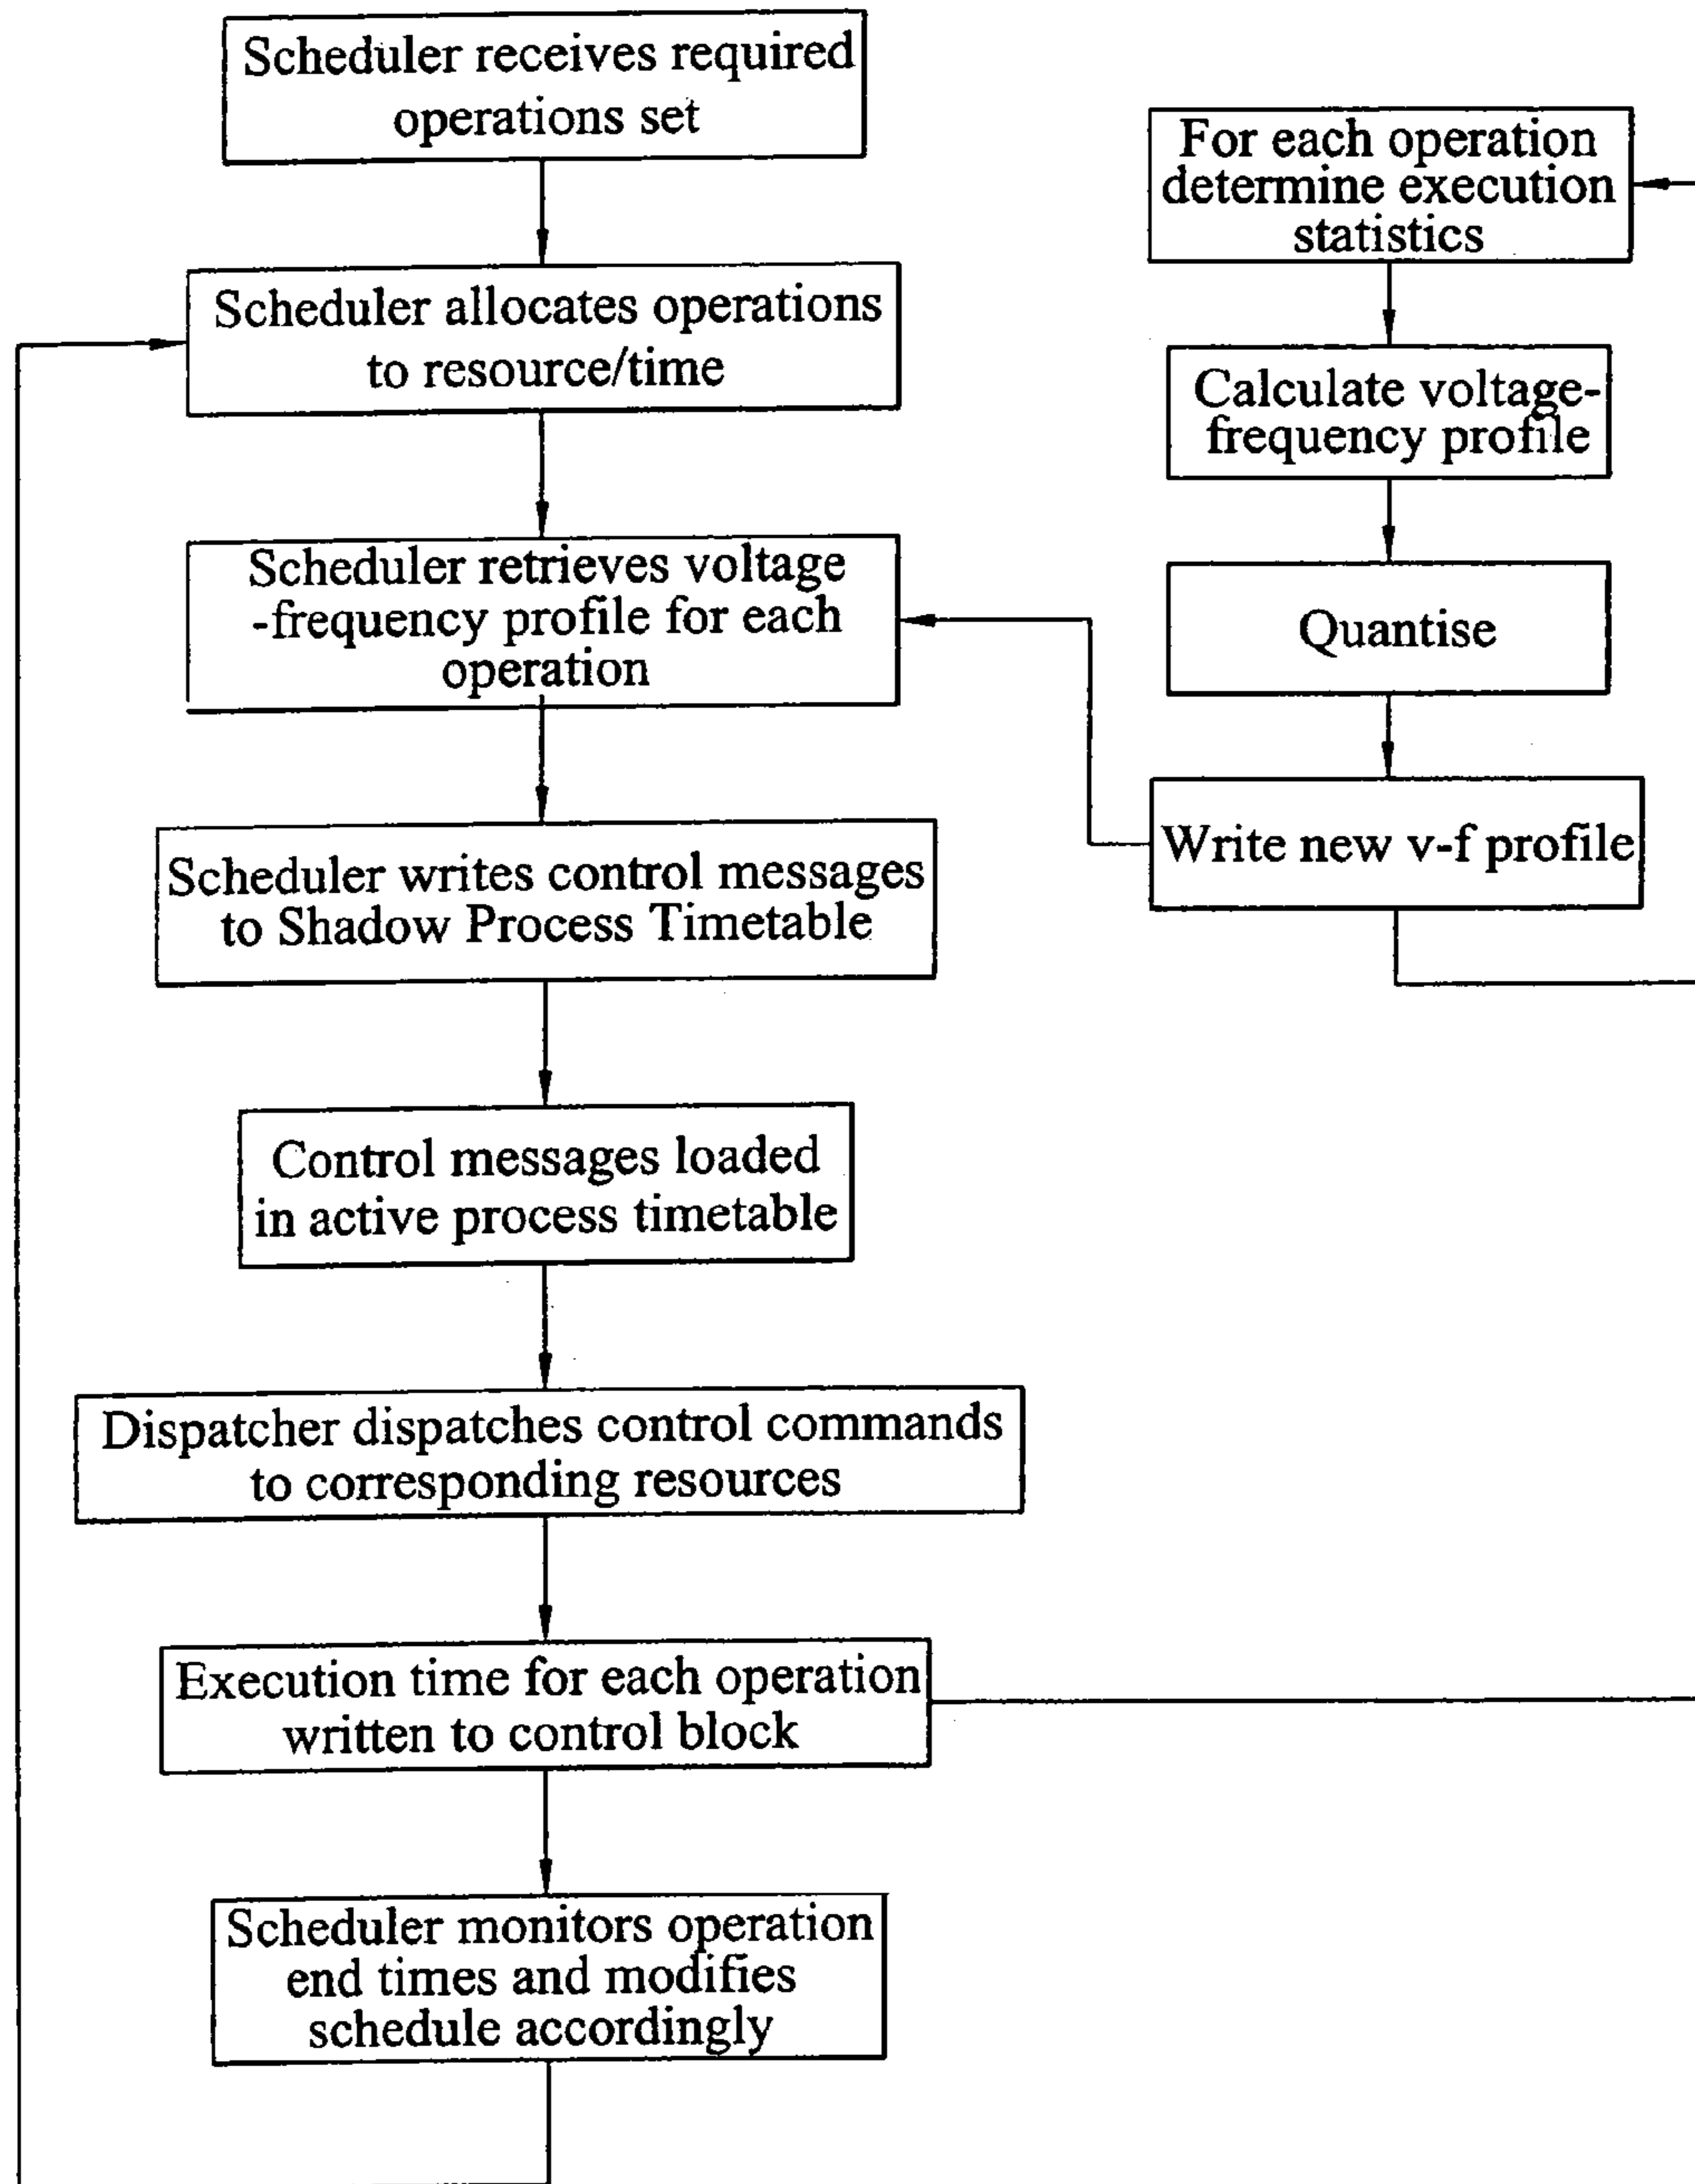 Scheduler receives required
operations set
Scheduler allocates operations
to resource/time
Scheduler retrieves voltage
-frequency profile for each
operation
Scheduler writes control messages
to Shadow Process Timetable
Control messages loaded
in active process timetable
Dispatcher dispatches control commands
to corresponding resources
Execution time for each operation
written to control block
Scheduler monitors operation
end times and modifies
schedule accordingly
For each operation
determine execution
statistics
Calculate voltage-
frequency profile
Quantise
Write new v-f profile